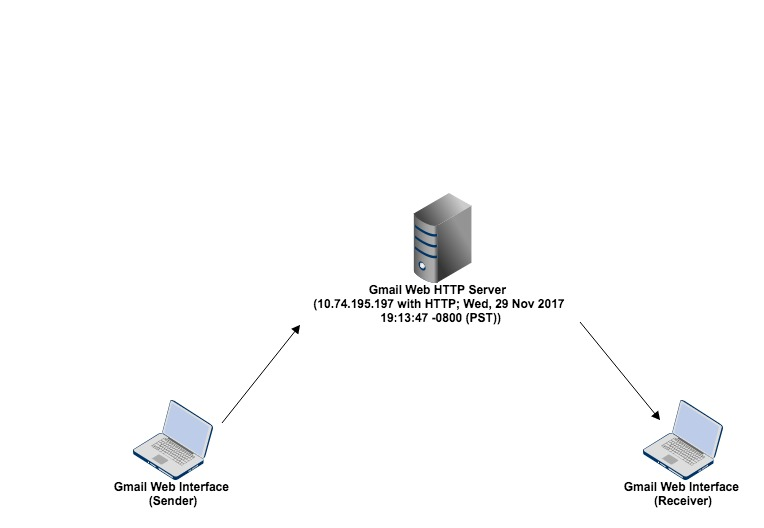 Gmail Web HTTP Server
(10.74.195.197 with HTTP; Wed, 29 Nov 2017
19:13:47 -0800 (PST))
Gmail Web Interface
(Sender)
Gmail Web Interface
(Receiver)